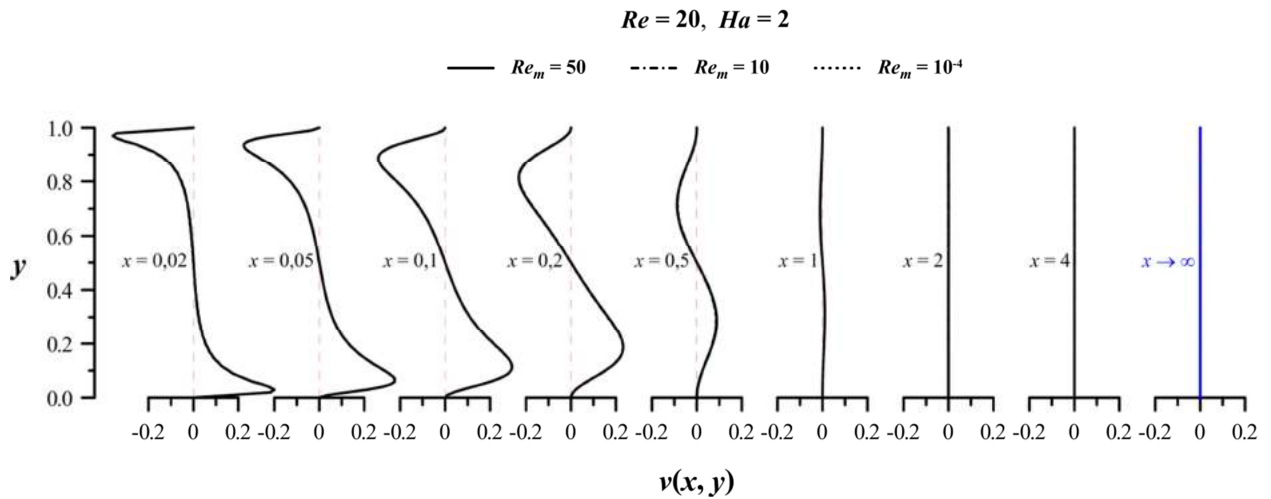 Re = 20, Ha = 2
Re_m = 50 Re_m = 10 Re_m = 10^-4
1.0
0.8
0.6
y x = 0,02 x = 0,05 x = 0,1 x = 0,2 x = 0,5 x = 1 x = 2 x = 4 x → ∞
0.4
0.2
0.0
-0.2 0 0.2 -0.2 0 0.2 -0.2 0 0.2 -0.2 0 0.2 -0.2 0 0.2 -0.2 0 0.2 -0.2 0 0.2 -0.2 0 0.2 -0.2 0 0.2
v(x, y)